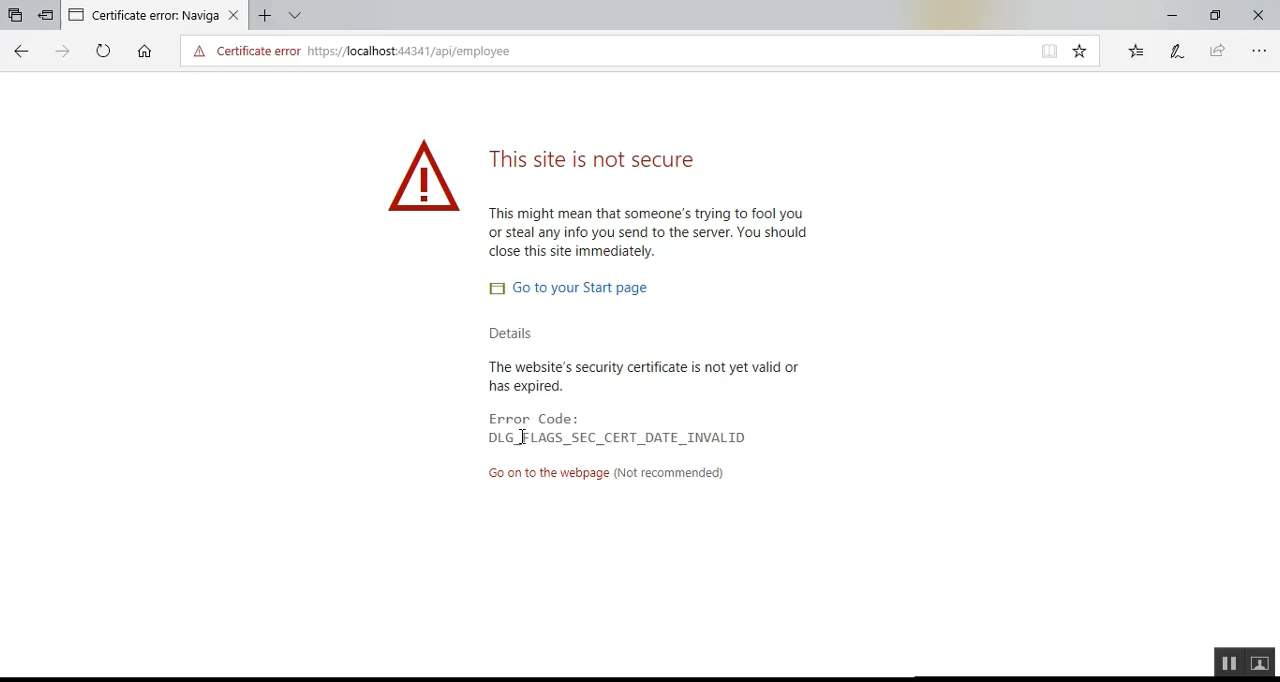 Certificate error: Naviga
Certificate error https://localhost:44341/api/employee
This site is not secure
This might mean that someone's trying to fool you
or steal any info you send to the server. You should
close this site immediately.
Go to your Start page
Details
The website's security certificate is not yet valid or
has expired.
Error Code:
DLG_FLAGS_SEC_CERT_DATE_INVALID
Go on to the webpage (Not recommended)